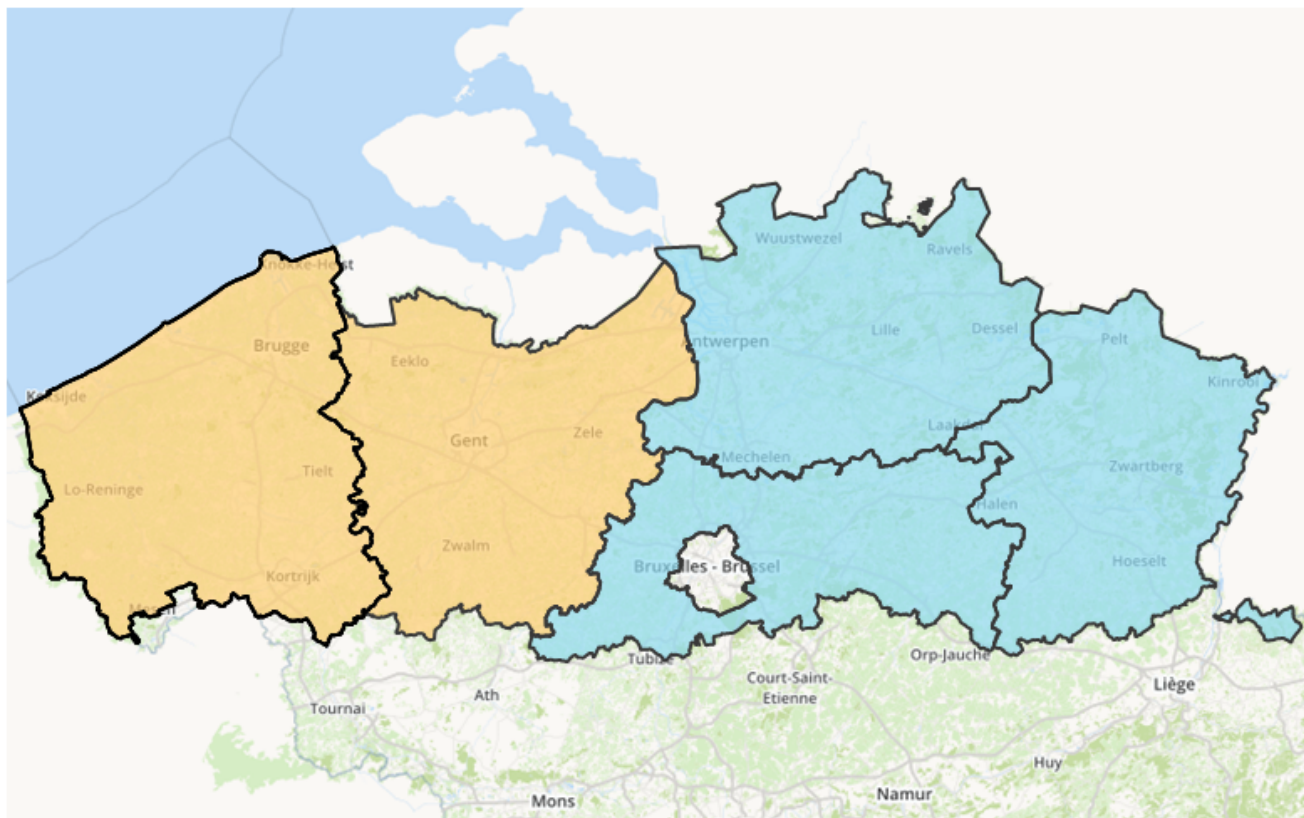 Knokke-Heist
Wuustwezel
Ravels
Brugge
Antwerpen
Lille
Dessel
Pelt
Eeklo
Kinrooi
Koksijde
Gent
Zele
Laakdal
Mechelen
Zwartberg
Tielt
Lo-Reninge
Halen
Zwalm
Bruxelles - Brussel
Hoeselt
Kortrijk
Tubize
Orp-Jauche
Court-Saint-
Etienne
Liège
Ath
Tournai
Huy
Mons
Namur